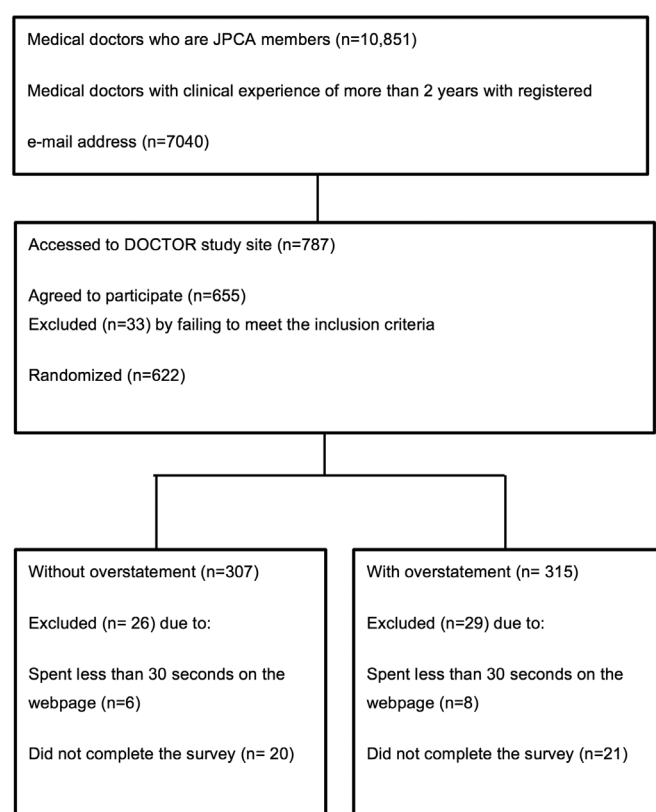 Medical doctors who are JPCA members (n=10,851)
Medical doctors with clinical experience of more than 2 years with registered
e-mail address (n=7040)
Accessed to DOCTOR study site (n=787)
Agreed to participate (n=655)
Excluded (n=33) by failing to meet the inclusion criteria
Randomized (n=622)
Without overstatement (n=307)
Excluded (n= 26) due to:
Spent less than 30 seconds on the
webpage (n=6)
Did not complete the survey (n= 20)
With overstatement (n= 315)
Excluded (n=29) due to:
Spent less than 30 seconds on the
webpage (n=8)
Did not complete the survey (n=21)